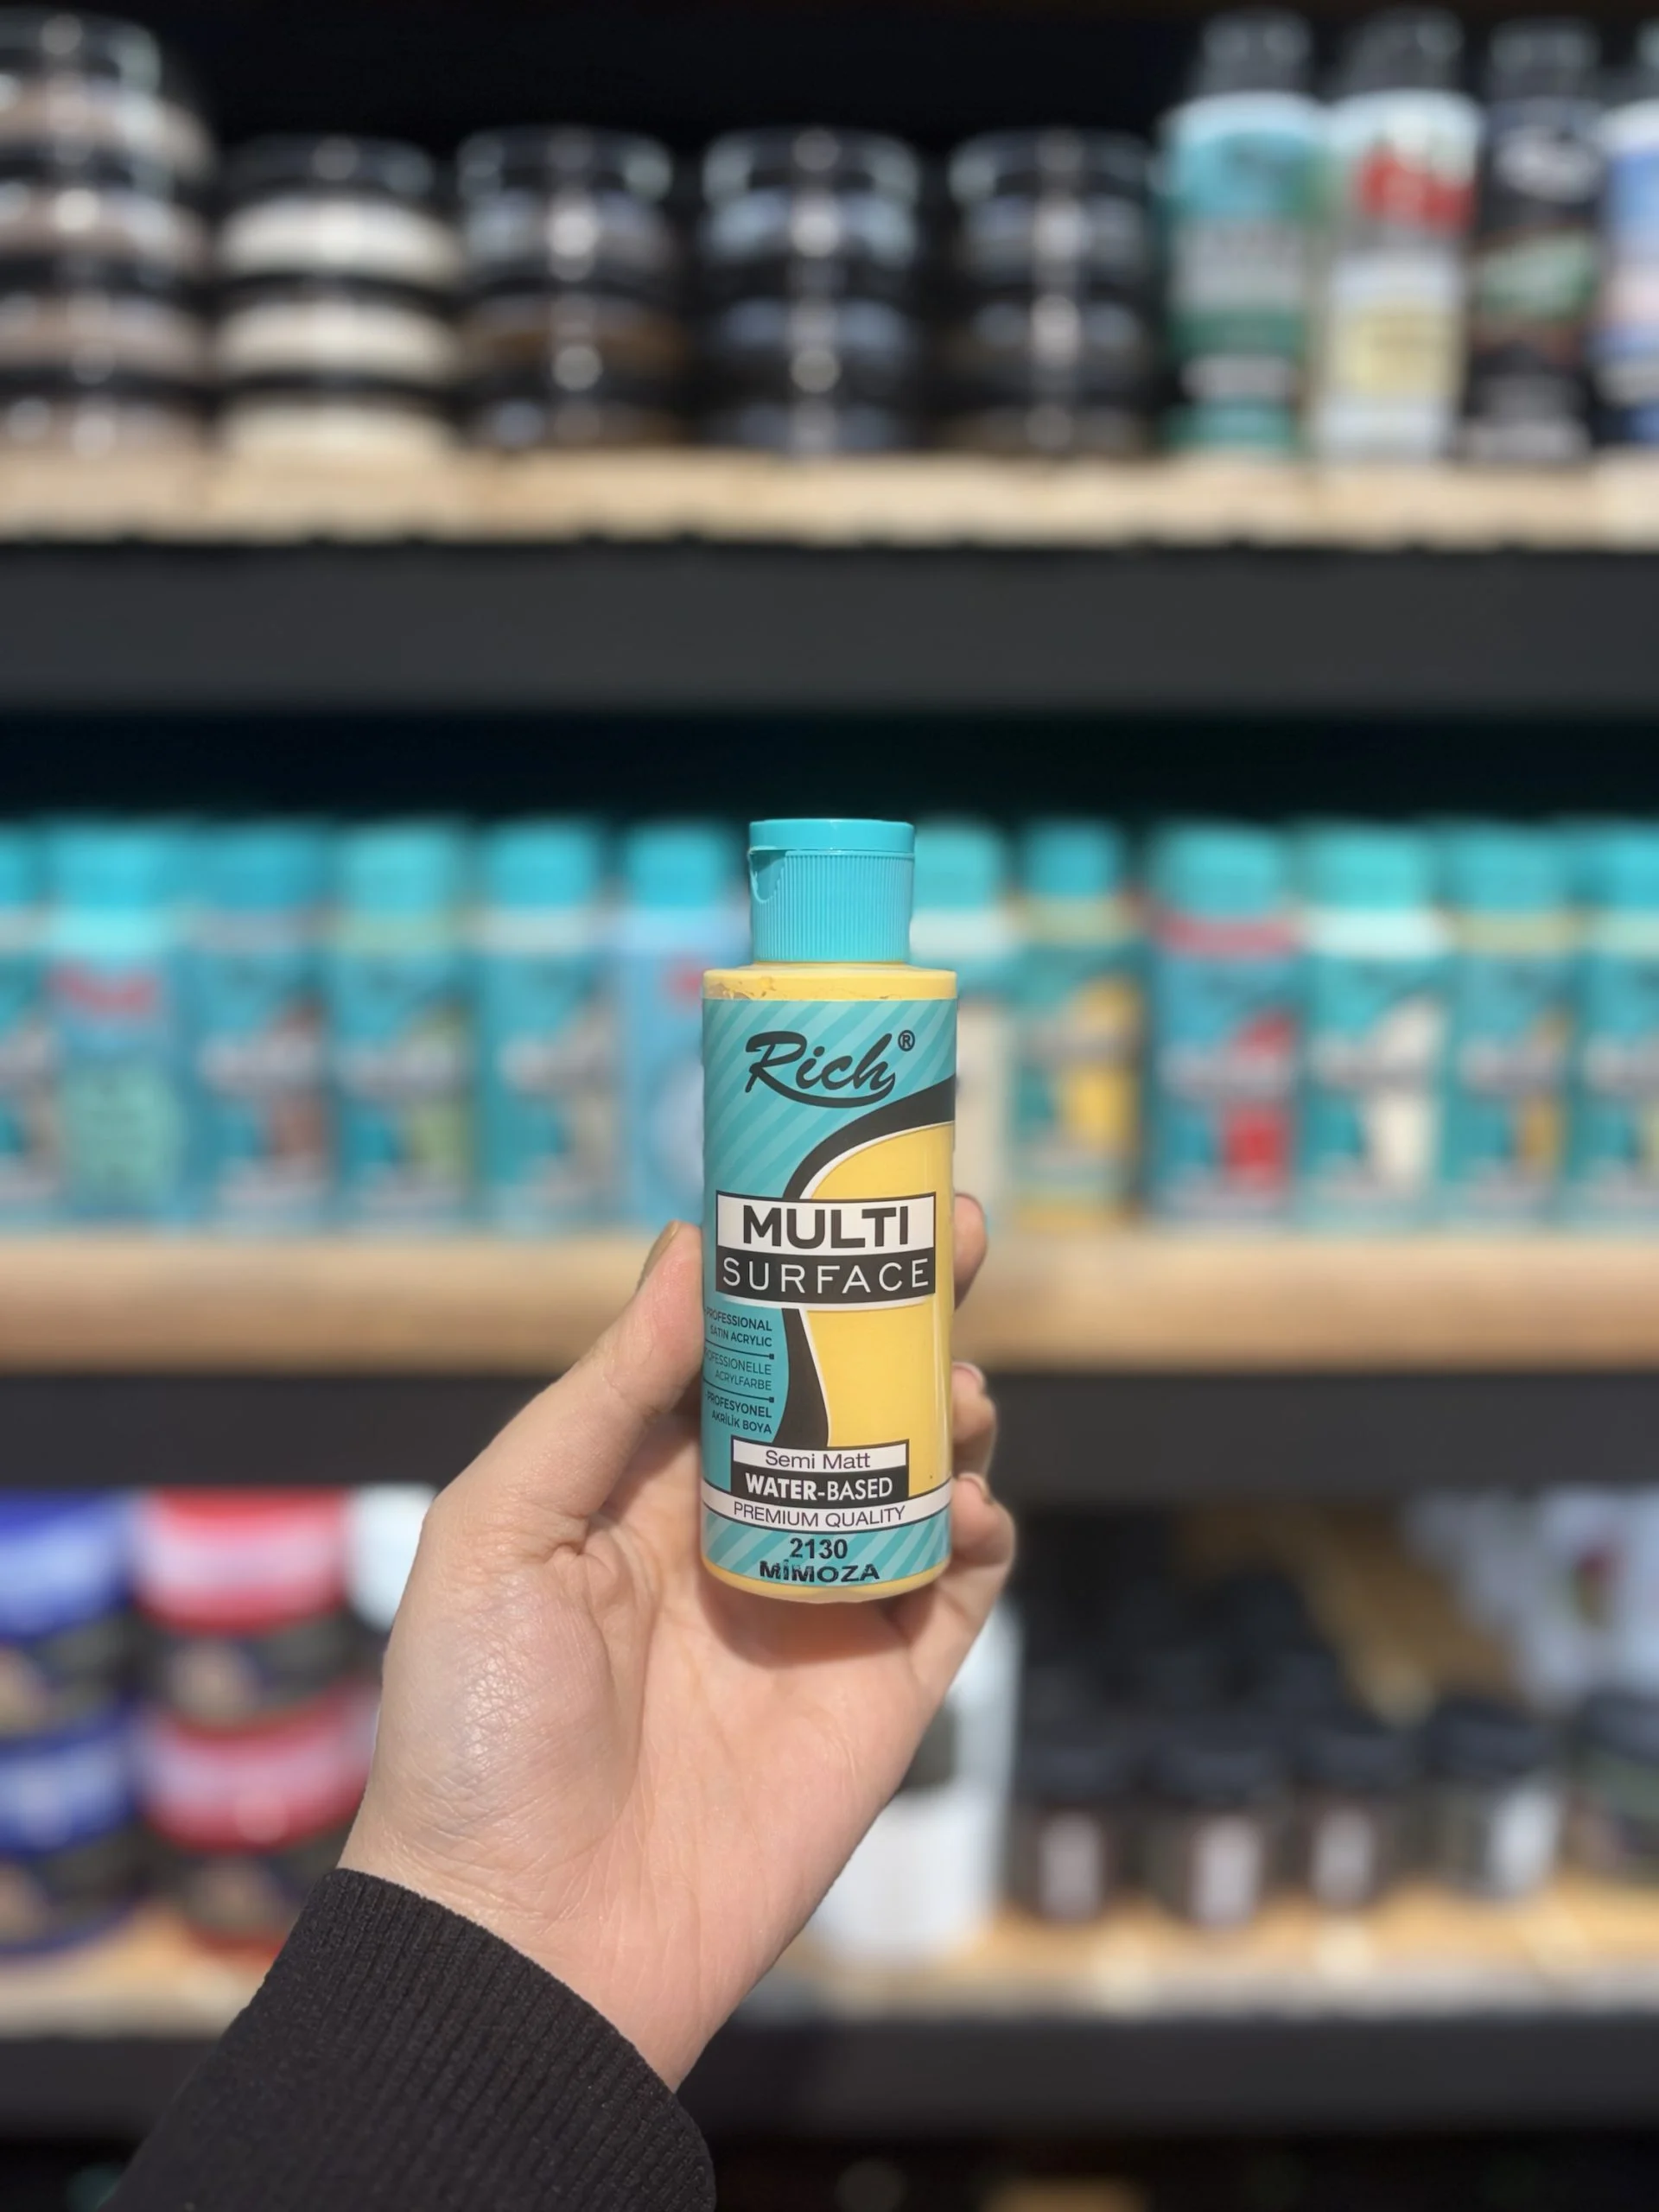 Rich®
MULTI
SURFACE
PROFESSIONAL
SATIN ACRYLIC
PROFESSIONELLE
ACRYLFARBE
PROFESYONEL
AKRİLİK BOYA
Semi Matt
WATER-BASED
PREMIUM QUALITY
2130
MİMOZA